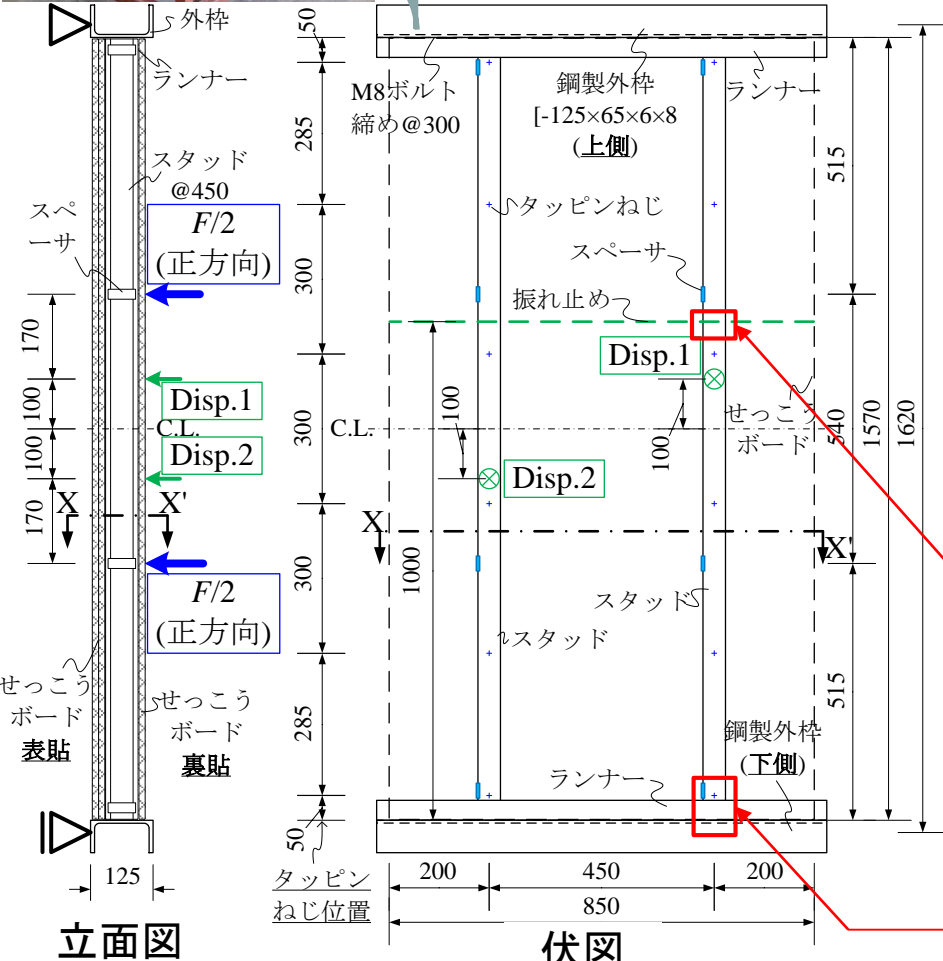 外枠
ランナー
スタッド
@450
スペ
ーサ
F/2
(正方向)
170
100
100
170
Disp.1
C.L.
Disp.2
X
X'
F/2
(正方向)
せっこう
ボード
表貼
せっこう
ボード
裏貼
125
立面図
50
285
300
300
300
285
50
タッピン
ねじ位置
M8ボルト
締め@300
鋼製外枠
[-125×65×6×8
(上側)
ランナー
タッピンねじ
スペーサ
振れ止め
Disp.1
100
C.L.
100
せっこう
ボード
Disp.2
X
X'
1000
スタッド
スタッド
ランナー
鋼製外枠
(下側)
515
540
515
1570
1620
200
450
200
850
伏図